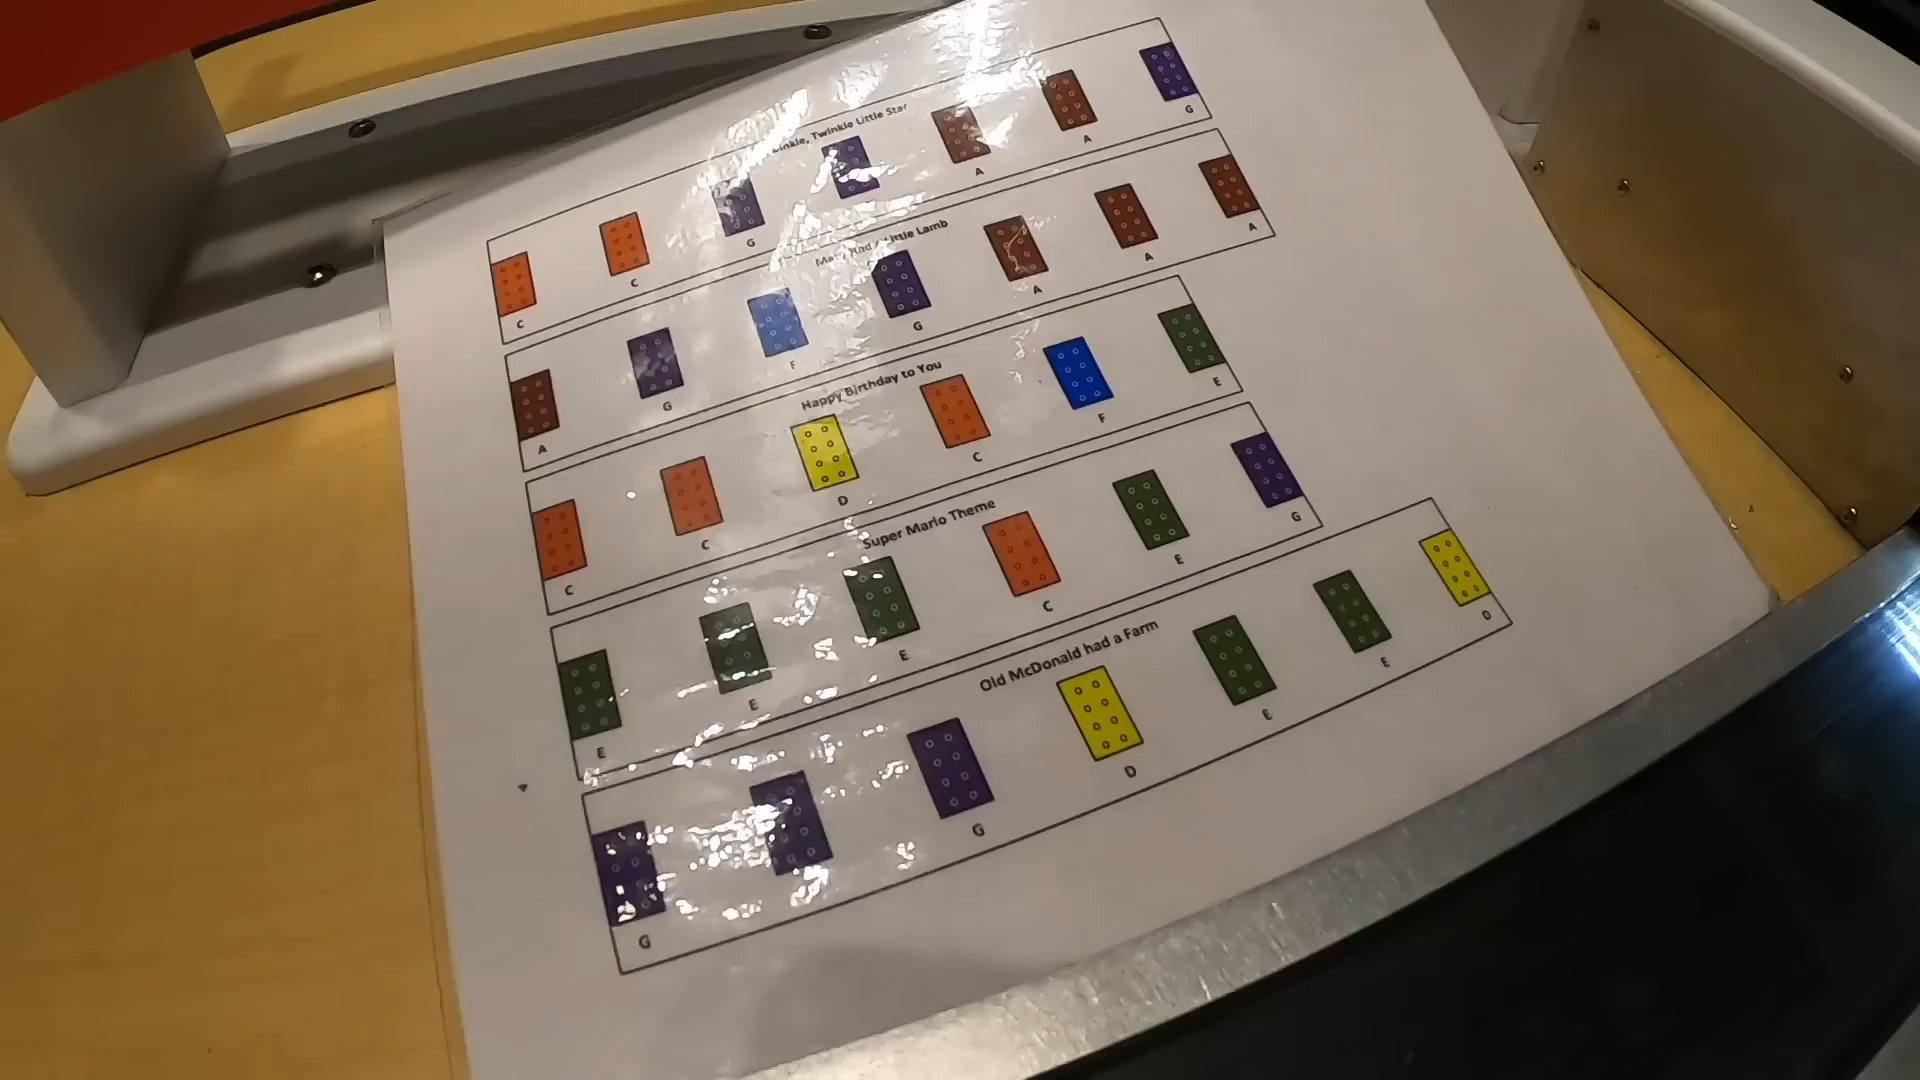 Twinkle, Twinkle Little Star
C C G A A G
Mary had a Little Lamb
A G F G A A A
Happy Birthday to You
C C D C F E
Super Mario Theme
E E E C E G
Old McDonald had a Farm
G G D E E D